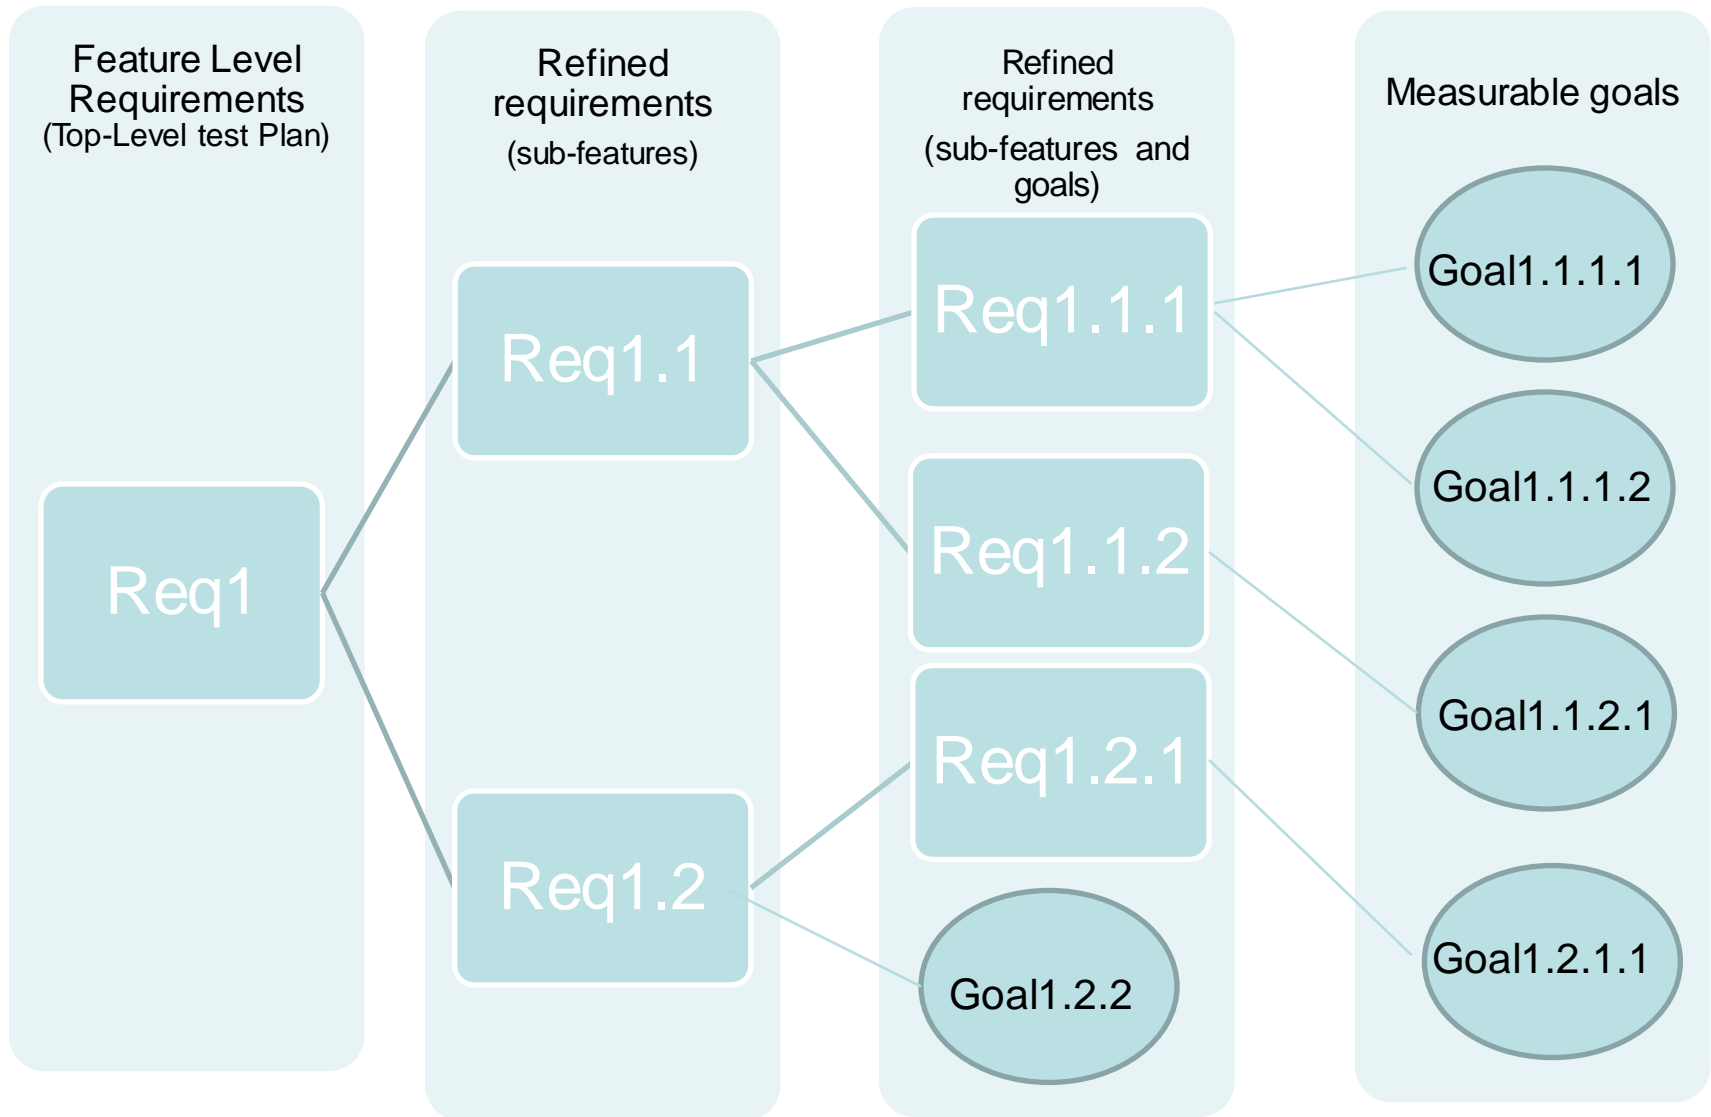 Feature Level
Requirements
(Top-Level test Plan)
Refined
requirements
(sub-features)
Refined
requirements
(sub-features and
goals)
Measurable goals
Req1
Req1.1
Req1.2
Req1.1.1
Req1.1.2
Req1.2.1
Goal1.2.2
Goal1.1.1.1
Goal1.1.1.2
Goal1.1.2.1
Goal1.2.1.1